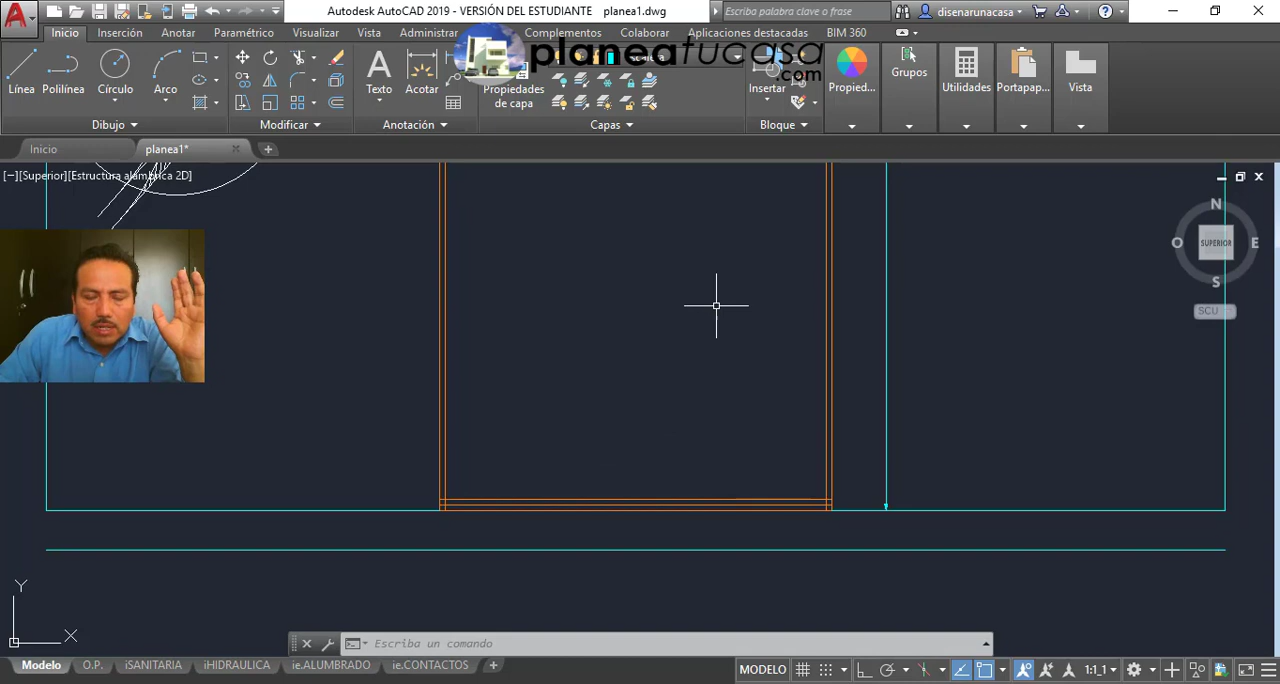 Autodesk AutoCAD 2019 - VERSIÓN DEL ESTUDIANTE planea1.dwg
Escriba palabra clave o frase
disenarunacasa
Inicio Inserción Anotar Paramétrico Visualizar Vista Administrar Complementos Colaborar Aplicaciones destacadas BIM 360
planeatucasa
.com
Línea Polilínea Círculo Arco Texto Acotar Propiedades de capa Insertar Propied... Grupos Utilidades Portapap... Vista
Dibujo Modificar Anotación Capas Bloque
Inicio planea1*
[−][Superior][Estructura alámbrica 2D]
N
O SUPERIOR E
S
SCU
Y
X
Escriba un comando
Modelo O.P. iSANITARIA iHIDRAULICA ie.ALUMBRADO ie.CONTACTOS
MODELO 1:1_1